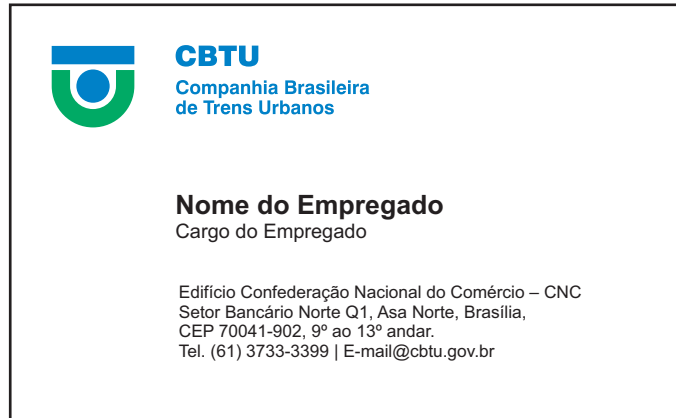 CBTU
Companhia Brasileira
de Trens Urbanos
Nome do Empregado
Cargo do Empregado
Edifício Confederação Nacional do Comércio – CNC
Setor Bancário Norte Q1, Asa Norte, Brasília,
CEP 70041-902, 9º ao 13º andar.
Tel. (61) 3733-3399 | E-mail@cbtu.gov.br